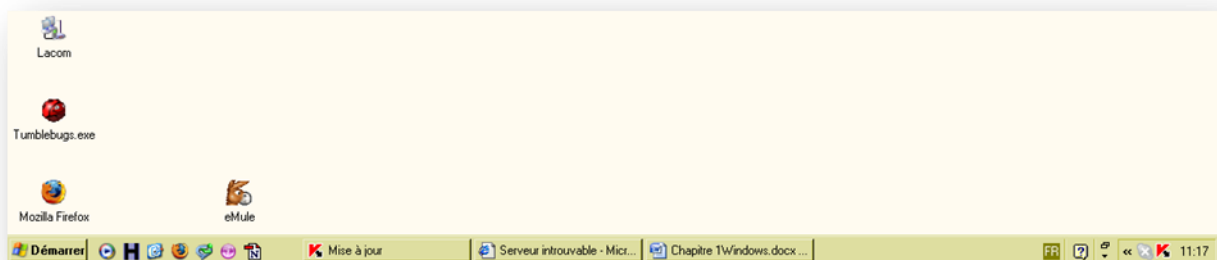 Lacom
Tumblebugs.exe
Mozilla Firefox
eMule
Démarrer
Mise à jour
Serveur introuvable - Micr...
Chapitre 1Windows.docx ...
FR
11:17